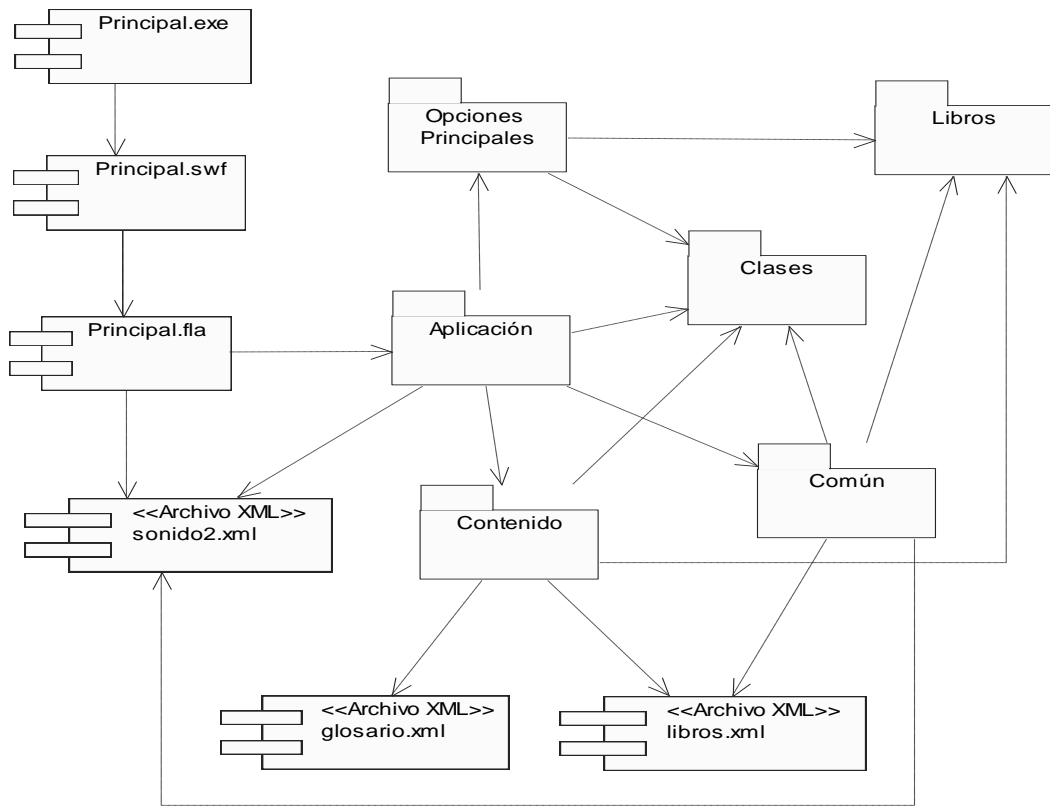 Principal.exe
Opciones
Principales
Libros
Principal.swf
Clases
Principal.fla
Aplicación
Común
<<Archivo XML>>
sonido2.xml
Contenido
<<Archivo XML>>
glosario.xml
<<Archivo XML>>
libros.xml